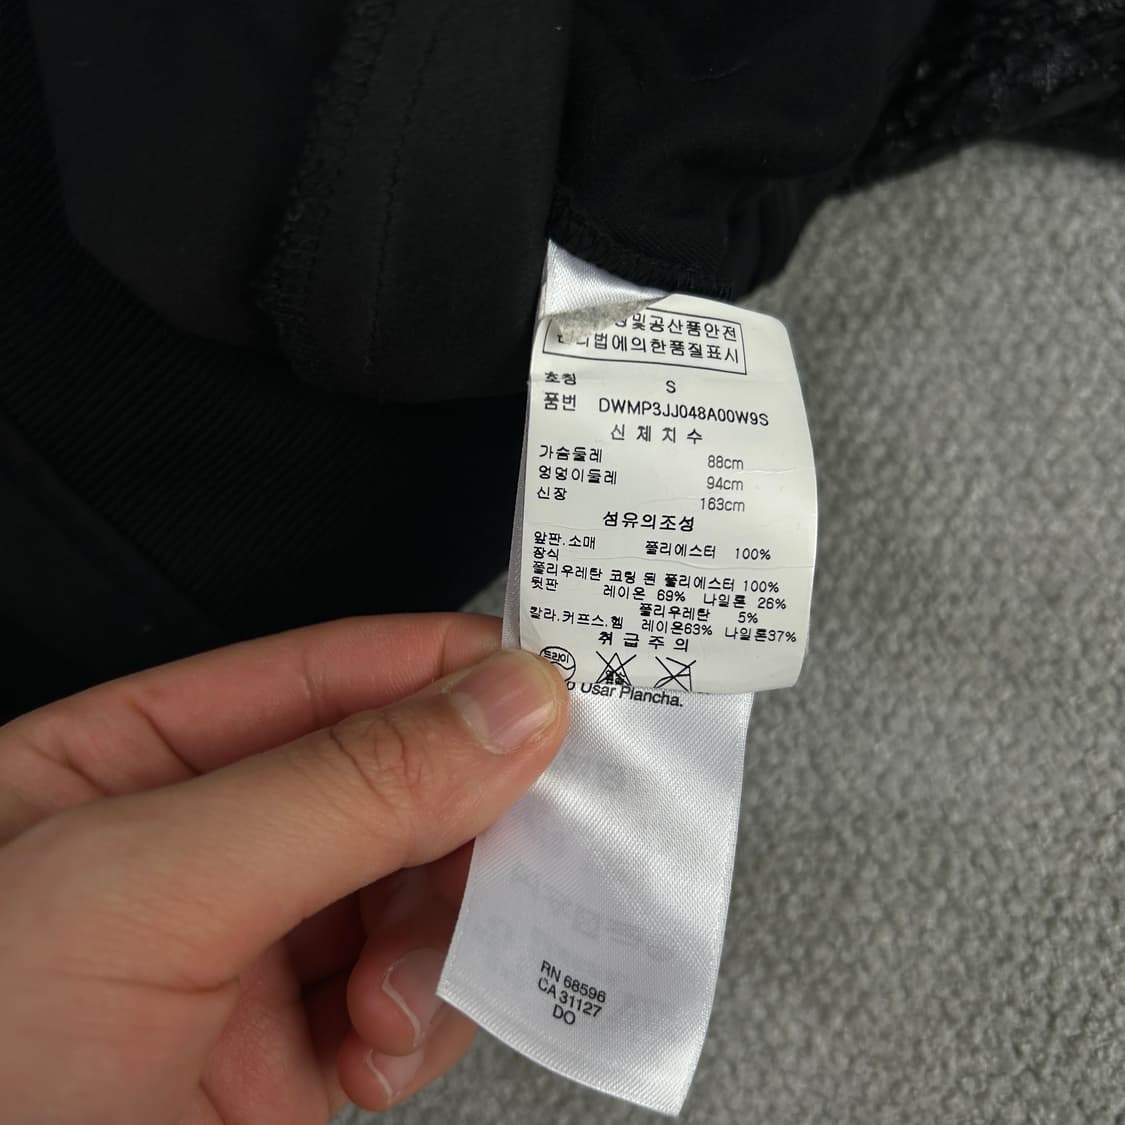 및공산품안전
법에의한품질표시
호칭 S
품번 DWMP3JJ048A00W9S
신체치수
가슴둘레 88cm
엉덩이둘레 94cm
신장 163cm
섬유의조성
앞판.소매 폴리에스터 100%
장식
폴리우레탄 코팅 된 폴리에스터 100%
뒷판 레이온 69% 나일론 26%
폴리우레탄 5%
칼라.커프스.헴 레이온63% 나일론37%
취급주의
드라이
Usar Plancha.
RN 68596
CA 31127
DO